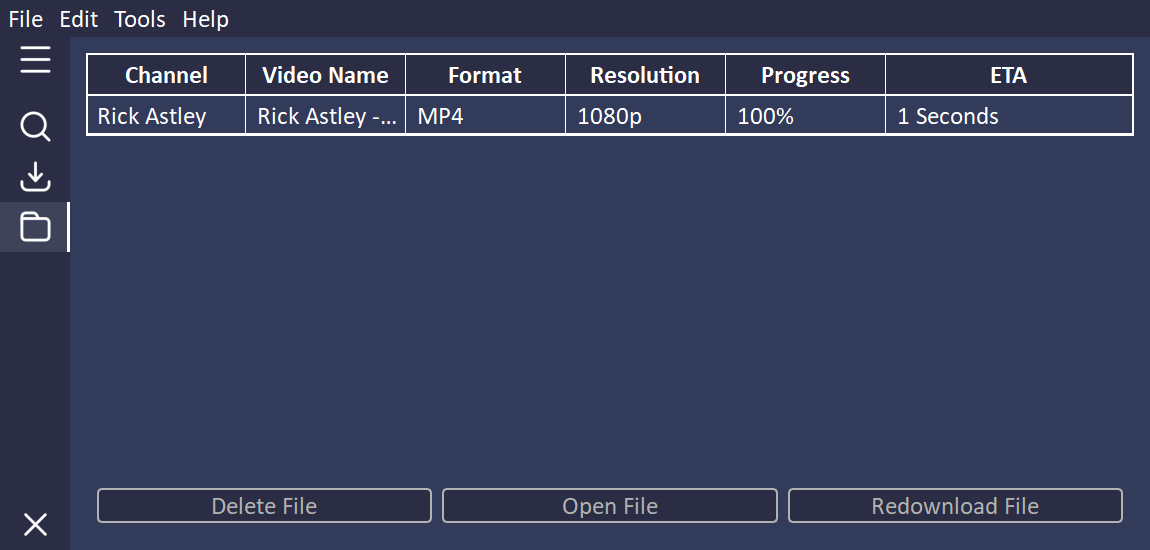 File Edit Tools Help
Channel Video Name Format Resolution Progress ETA
Rick Astley Rick Astley -... MP4 1080p 100% 1 Seconds
Delete File Open File Redownload File